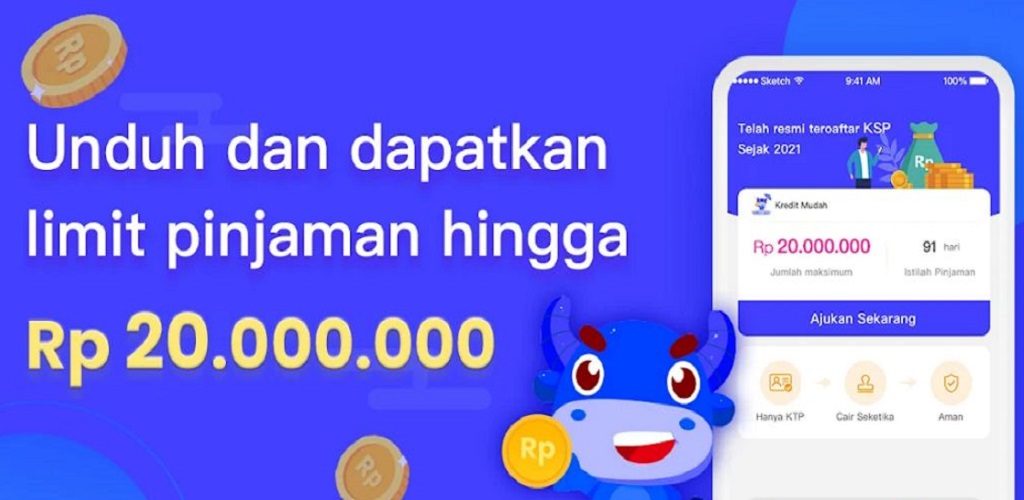 Unduh dan dapatkan
limit pinjaman hingga
Rp 20.000.000
Rp
Rp
Rp
Sketch
9:41 AM
100%
Telah resmi teroaftar KSP
Sejak 2021
Rp
Kredit Mudah
Rp 20.000.000
91 hari
Jumlah maksimum
Istilah Pinjaman
Ajukan Sekarang
Hanya KTP
Cair Seketika
Aman